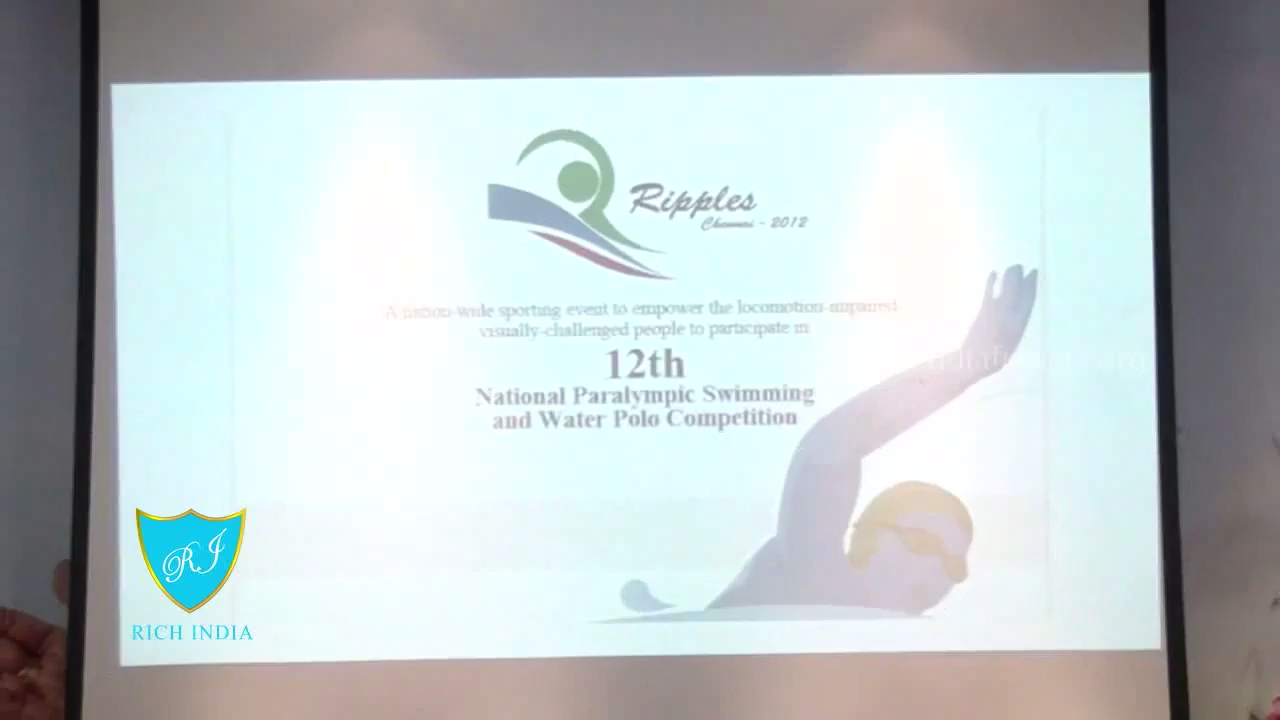 Ripples
Chennai - 2012
A nation-wide sporting event to empower the locomotion-impaired
visually-challenged people to participate in
12th
National Paralympic Swimming
and Water Polo Competition
RJ
RICH INDIA